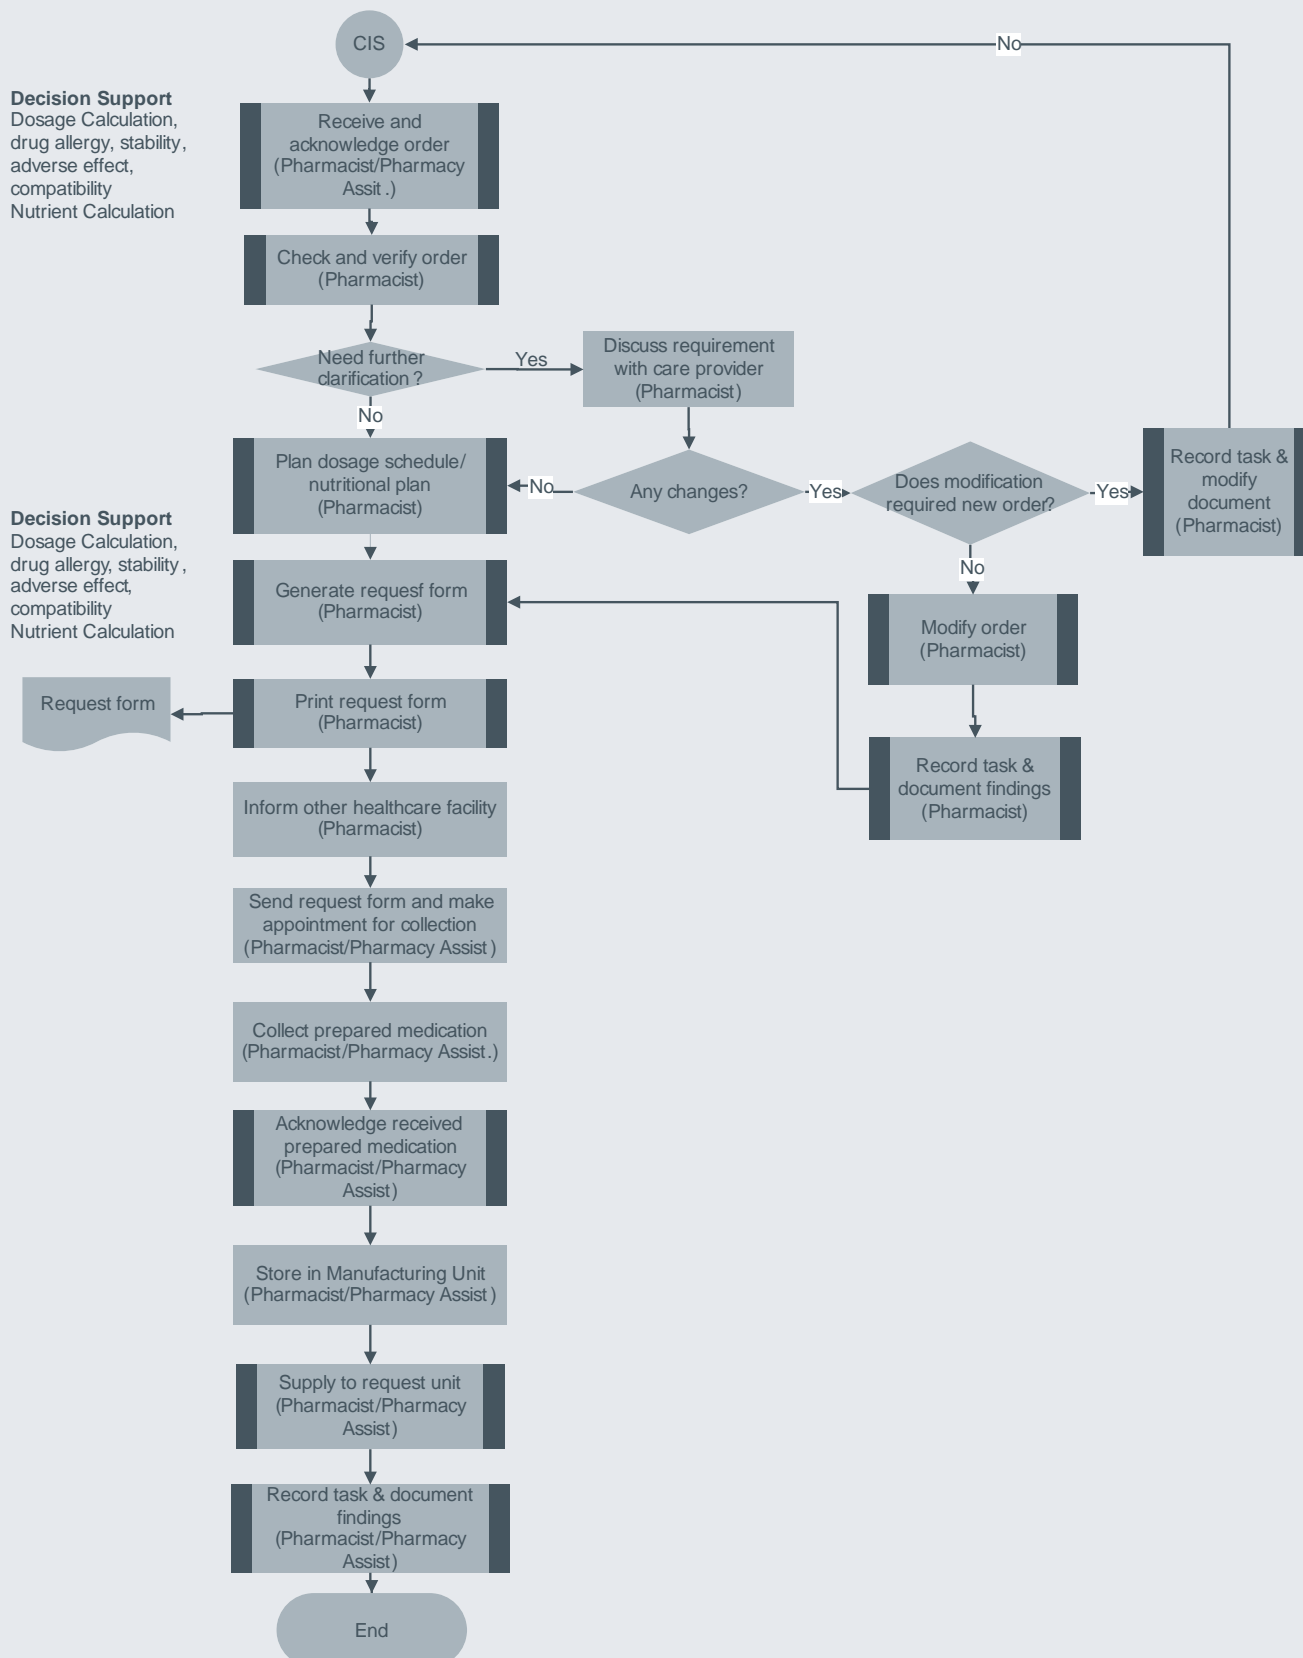 CIS
No
Decision Support
Dosage Calculation,
drug allergy, stability,
adverse effect,
compatibility
Nutrient Calculation
Receive and
acknowledge order
(Pharmacist/Pharmacy
Assit.)
Check and verify order
(Pharmacist)
Need further
clarification?
Yes
Discuss requirement
with care provider
(Pharmacist)
No
Plan dosage schedule/
nutritional plan
(Pharmacist)
No
Any changes?
Yes
Does modification
required new order?
Yes
Record task &
modify
document
(Pharmacist)
Decision Support
Dosage Calculation,
drug allergy, stability,
adverse effect,
compatibility
Nutrient Calculation
Generate requesf form
(Pharmacist)
No
Modify order
(Pharmacist)
Request form
Print request form
(Pharmacist)
Record task &
document findings
(Pharmacist)
Inform other healthcare facility
(Pharmacist)
Send request form and make
appointment for collection
(Pharmacist/Pharmacy Assist)
Collect prepared medication
(Pharmacist/Pharmacy Assist.)
Acknowledge received
prepared medication
(Pharmacist/Pharmacy
Assist)
Store in Manufacturing Unit
(Pharmacist/Pharmacy Assist)
Supply to request unit
(Pharmacist/Pharmacy
Assist)
Record task & document
findings
(Pharmacist/Pharmacy
Assist)
End